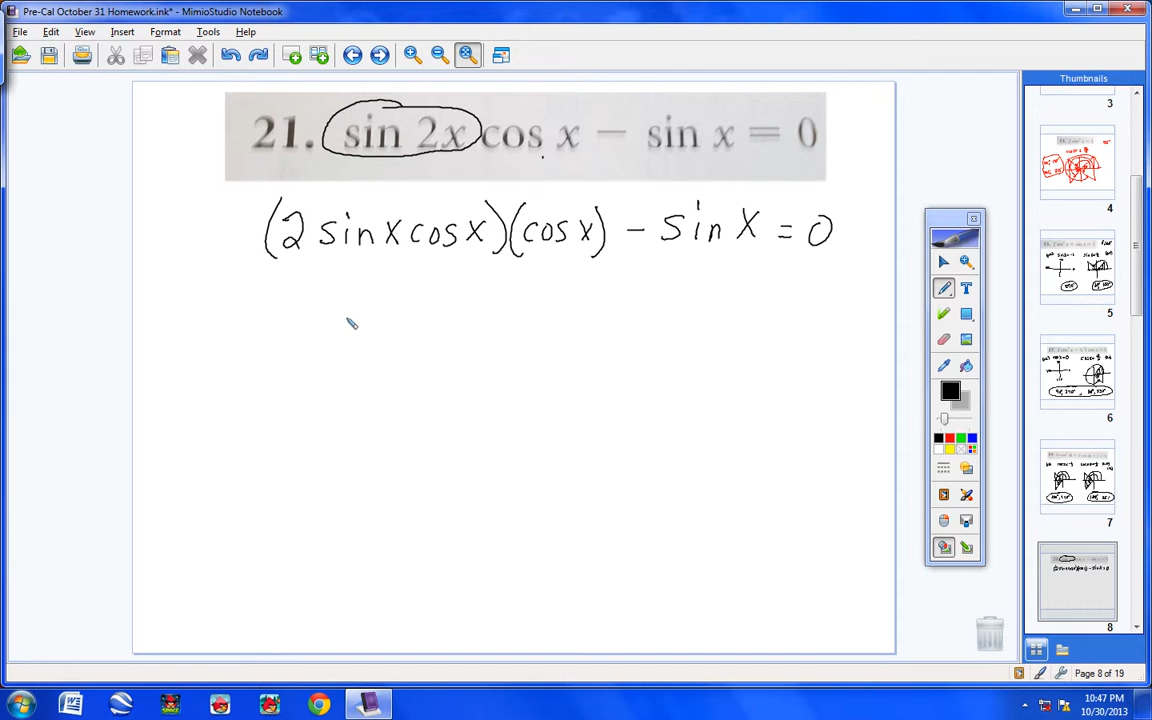 Pre-Cal October 31 Homework.ink* - MimioStudio Notebook
File Edit View Insert Format Tools Help
21. sin 2x cos x − sin x = 0
(2 sin x cos x)(cos x) − sin x = 0
Thumbnails
3
4
5
6
7
8
Page 8 of 19
10:47 PM
10/30/2013